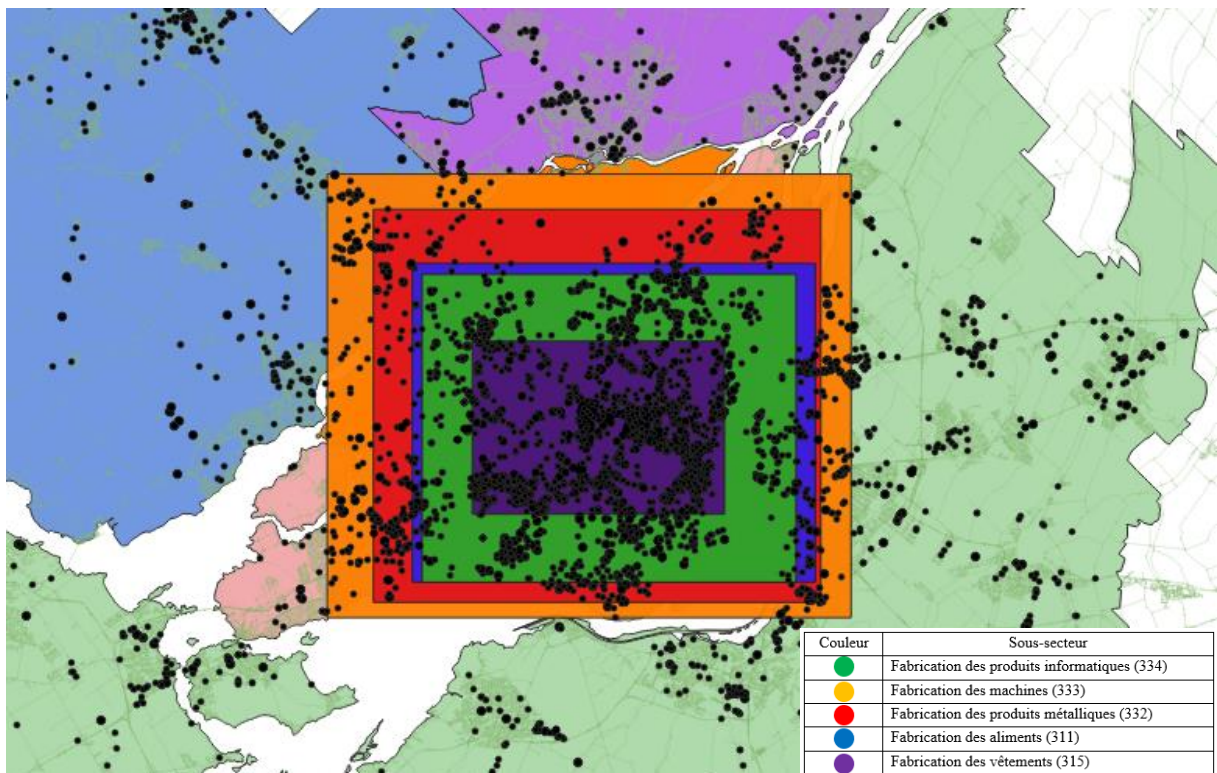 Couleur Sous-secteur
Fabrication des produits informatiques (334)
Fabrication des machines (333)
Fabrication des produits métalliques (332)
Fabrication des aliments (311)
Fabrication des vêtements (315)